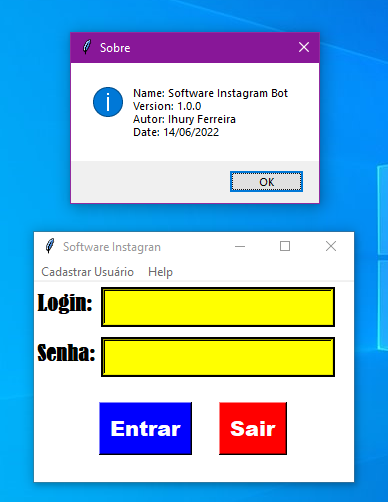 Sobre
Name: Software Instagram Bot
Version: 1.0.0
Autor: Ihury Ferreira
Date: 14/06/2022
OK
Software Instagran
Cadastrar Usuário Help
Login:
Senha:
Entrar Sair